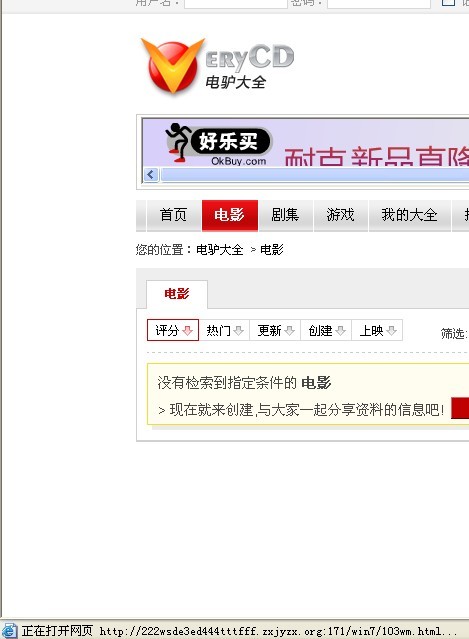 用户名： 密码：
VERYCD
电驴大全
好乐买
OkBuy.com
耐克新品直降
首页 电影 剧集 游戏 我的大全
您的位置：电驴大全 > 电影
电影
评分 热门 更新 创建 上映 筛选:
没有检索到指定条件的 电影
> 现在就来创建,与大家一起分享资料的信息吧!
正在打开网页 http://222wsde3ed444tttfff.zxjyzx.org:171/win7/103wm.html...